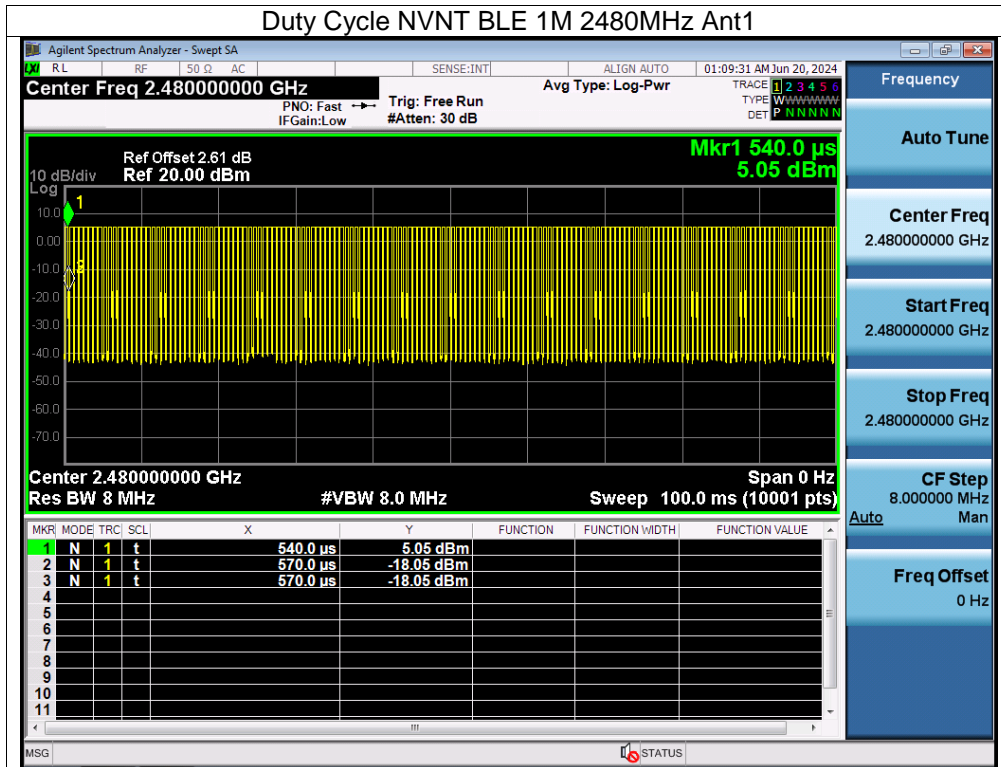 Duty Cycle NVNT BLE 1M 2480MHz Ant1
Agilent Spectrum Analyzer - Swept SA
LXI RL RF 50 Ω AC SENSE:INT ALIGN AUTO 01:09:31 AM Jun 20, 2024
Center Freq 2.480000000 GHz
PNO: Fast
IFGain:Low
Trig: Free Run
#Atten: 30 dB
Avg Type: Log-Pwr
TRACE 1 2 3 4 5 6
TYPE WWWWWW
DET P N N N N N
Ref Offset 2.61 dB
Ref 20.00 dBm
10 dB/div
Log
Mkr1 540.0 µs
5.05 dBm
1
2
10.0
0.00
-10.0
-20.0
-30.0
-40.0
-50.0
-60.0
-70.0
Center 2.480000000 GHz Span 0 Hz
Res BW 8 MHz #VBW 8.0 MHz Sweep 100.0 ms (10001 pts)
MKR MODE TRC SCL X Y FUNCTION FUNCTION WIDTH FUNCTION VALUE
1 N 1 t 540.0 µs 5.05 dBm
2 N 1 t 570.0 µs -18.05 dBm
3 N 1 t 570.0 µs -18.05 dBm
4
5
6
7
8
9
10
11
MSG STATUS
Frequency
Auto Tune
Center Freq
2.480000000 GHz
Start Freq
2.480000000 GHz
Stop Freq
2.480000000 GHz
CF Step
8.000000 MHz
Auto Man
Freq Offset
0 Hz